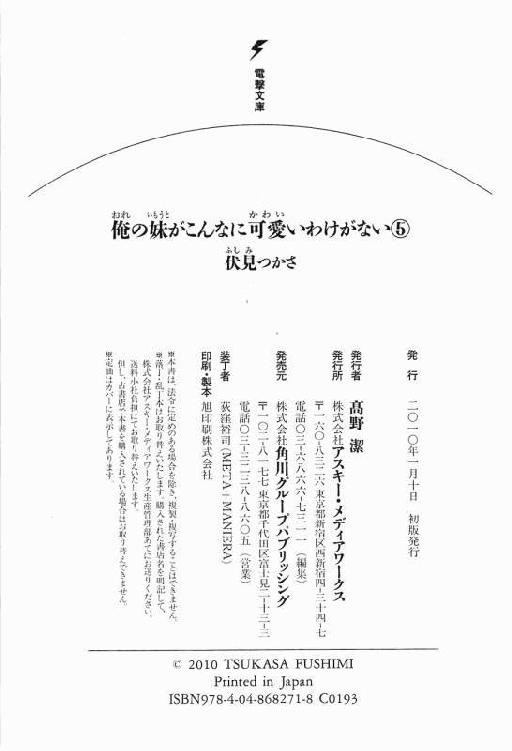 電撃文庫
俺の妹がこんなに可愛いわけがない⑤
おれ いもうと かわい
伏見つかさ
ふしみ
発行 二〇一〇年一月十日 初版発行
発行者 髙野 潔
発行所 株式会社アスキー・メディアワークス
〒一六〇-八三二六 東京都新宿区西新宿四-三十四-七
電話〇三-六八六六-七三一一（編集）
発売元 株式会社角川グループパブリッシング
〒一〇二-八一七七 東京都千代田区富士見二-十三-三
電話〇三-三二三八-八六〇五（営業）
装丁者 荻窪裕司(META+MANIERA)
印刷・製本 旭印刷株式会社
※本書は、法令に定めのある場合を除き、複製・複写することはできません。
※落丁・乱丁本はお取り替えいたします。購入された書店名を明記して、
株式会社アスキー・メディアワークス生産管理部あてにお送りください。
送料小社負担にてお取り替えいたします。
但し、古書店で本書を購入されている場合はお取り替えできません。
※定価はカバーに表示してあります。
© 2010 TSUKASA FUSHIMI
Printed in Japan
ISBN978-4-04-868271-8 C0193